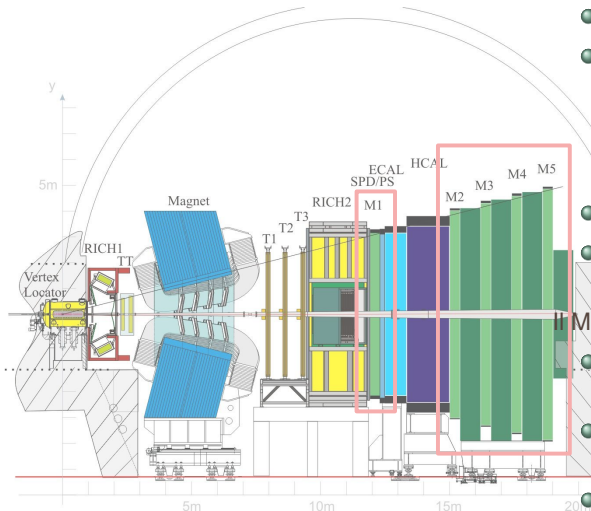 y
5m
Magnet
RICH1
TT
Vertex
Locator
T1
T2
T3
RICH2
SPD/PS
M1
ECAL
HCAL
M2
M3
M4
M5
II M
5m
10m
15m
20m